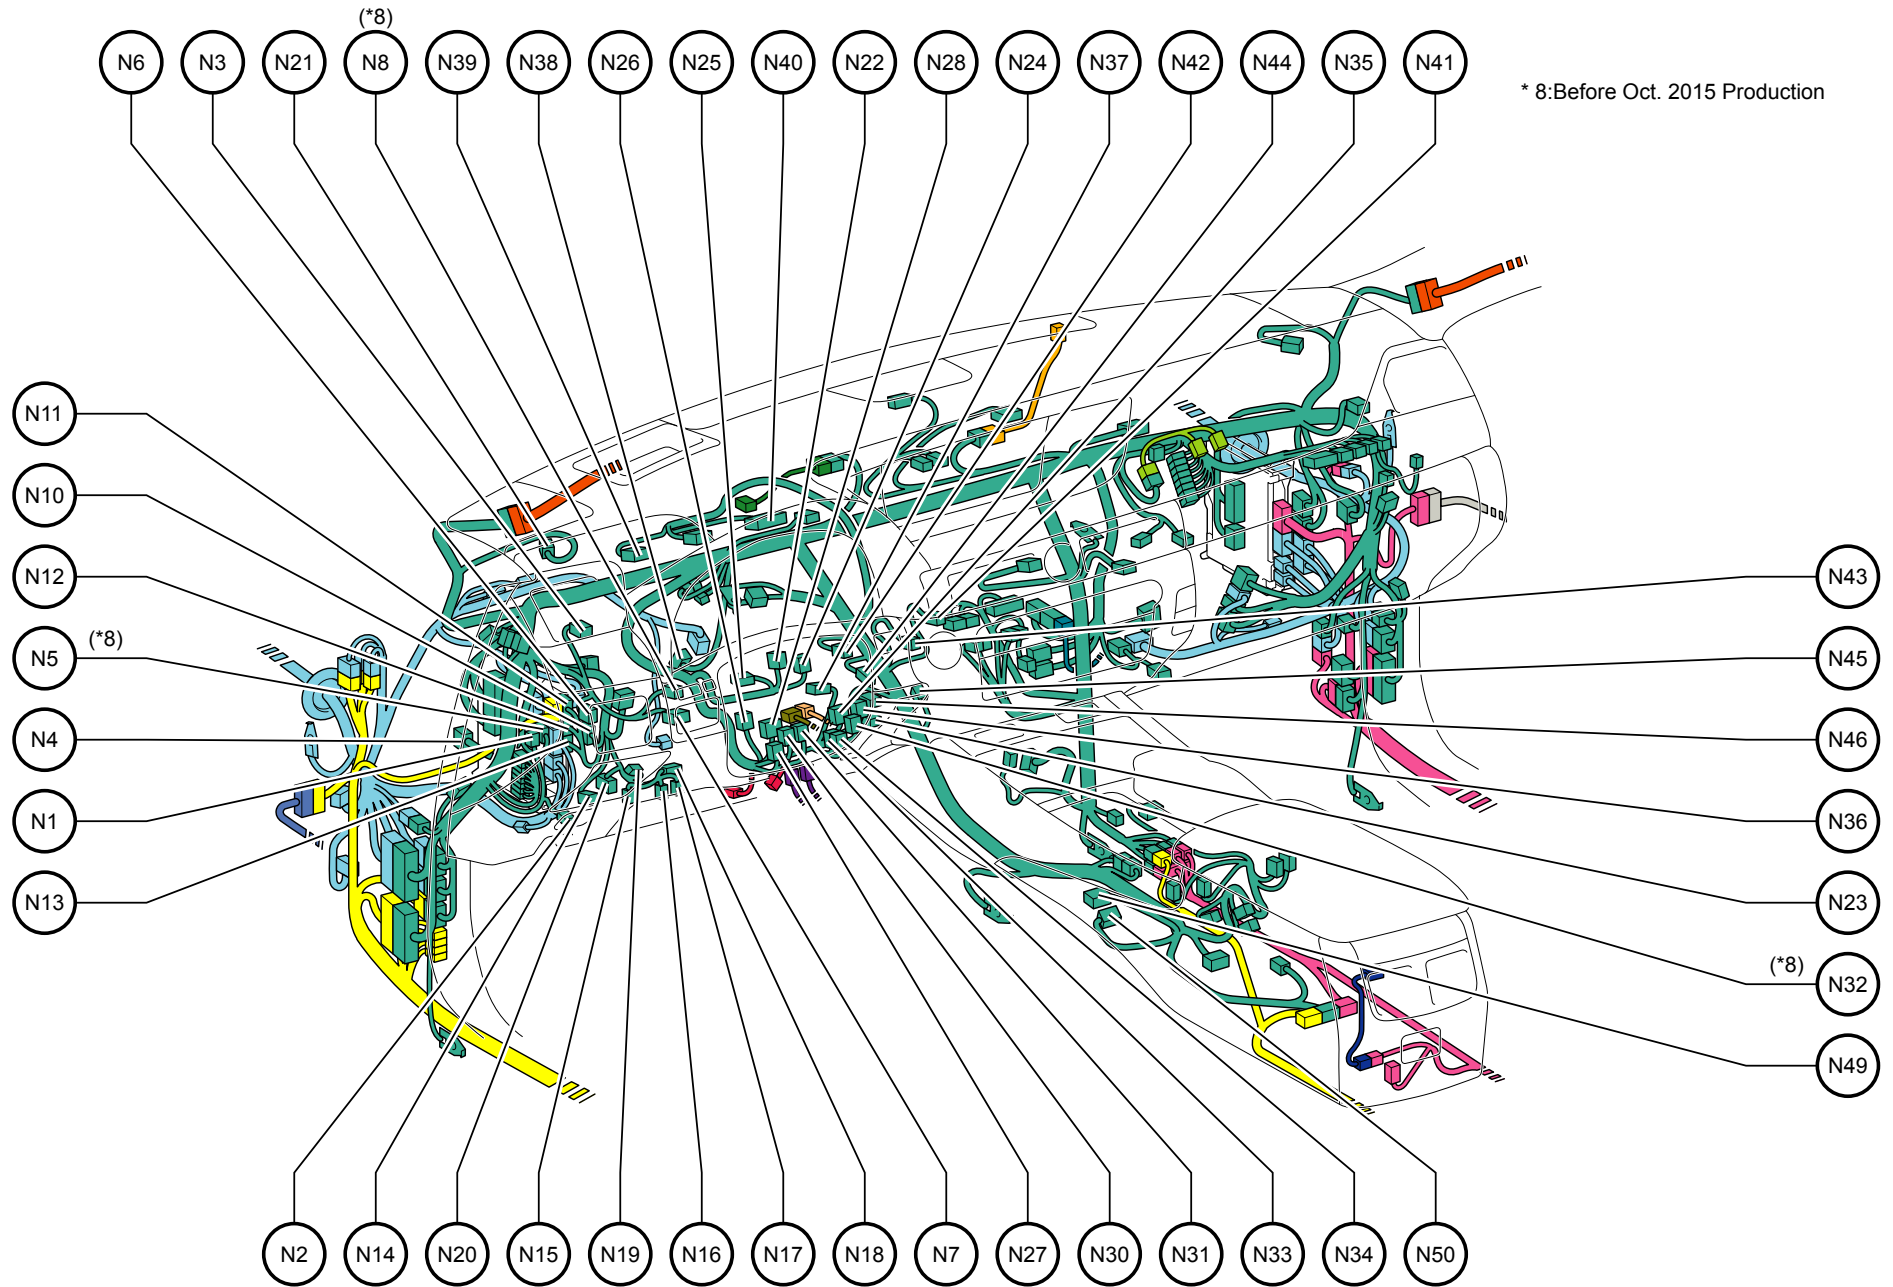 (*8)
N6 N3 N21 N8 N39 N38 N26 N25 N40 N22 N28 N24 N37 N42 N44 N35 N41
* 8:Before Oct. 2015 Production
N11
N10
N12
N43
N5 (*8)
N45
N4
N46
N1
N36
N13
N23
(*8)
N32
N49
N2 N14 N20 N15 N19 N16 N17 N18 N7 N27 N30 N31 N33 N34 N50